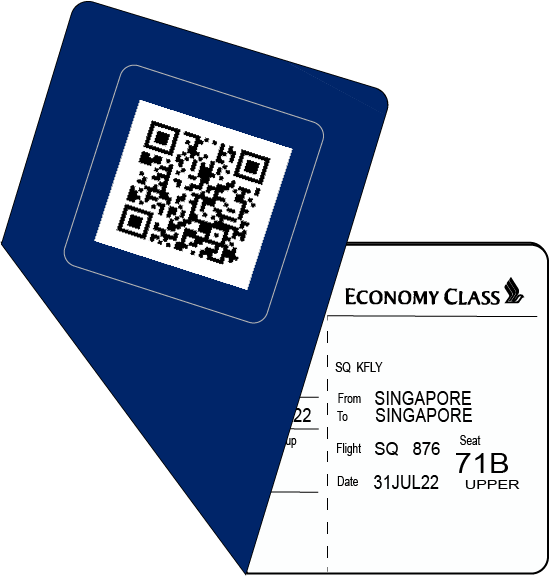 ECONOMY CLASS
SQ KFLY
From SINGAPORE
22 To SINGAPORE
up Flight SQ 876 Seat
71B
Date 31JUL22 UPPER